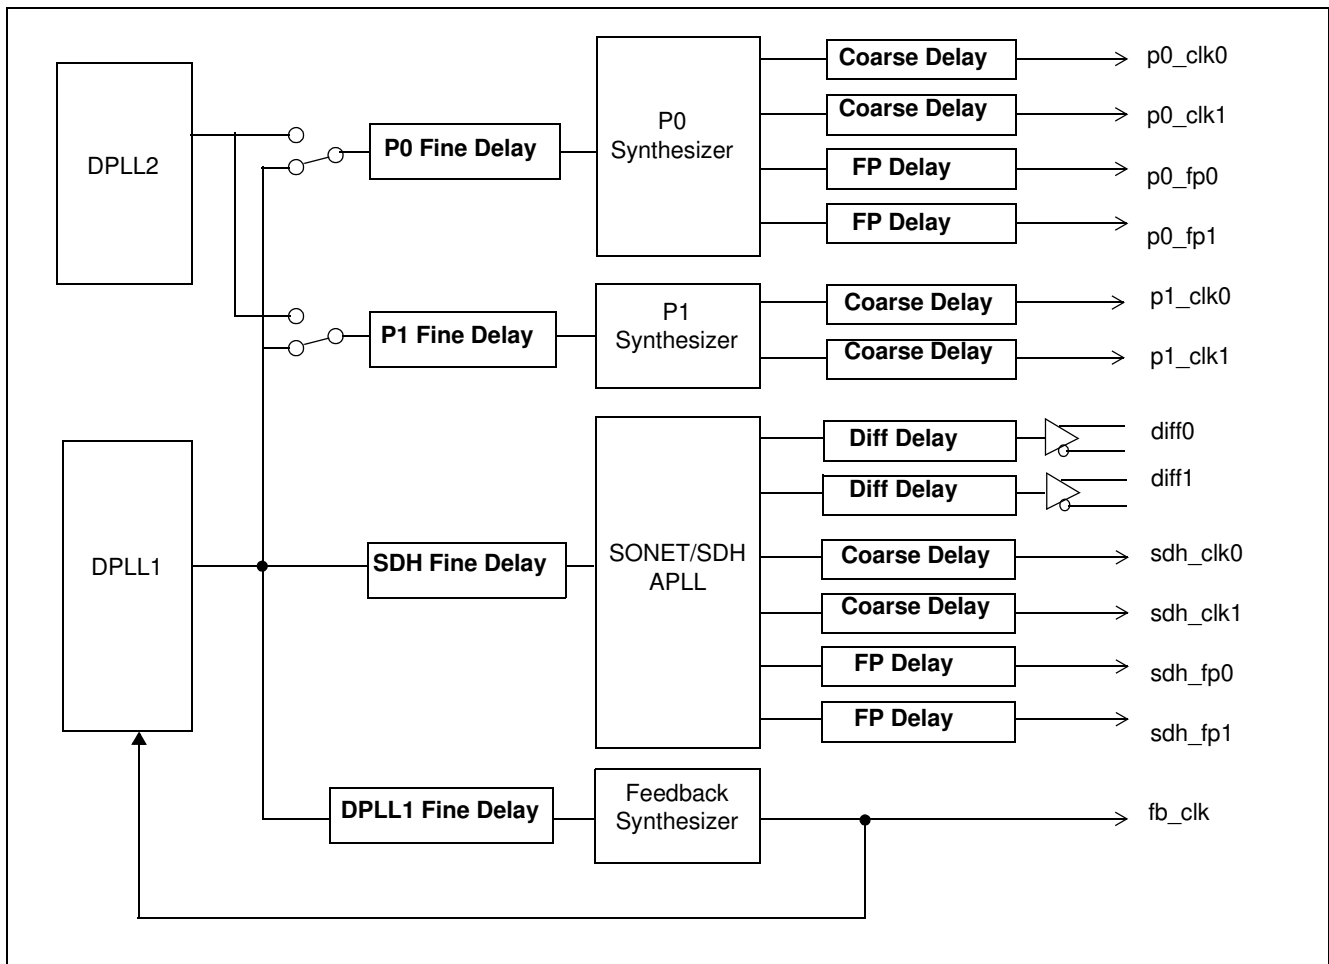 DPLL2
P0 Fine Delay
P0
Synthesizer
Coarse Delay
p0_clk0
Coarse Delay
p0_clk1
FP Delay
p0_fp0
FP Delay
p0_fp1
P1 Fine Delay
P1
Synthesizer
Coarse Delay
p1_clk0
Coarse Delay
p1_clk1
DPLL1
SDH Fine Delay
SONET/SDH
APLL
Diff Delay
diff0
Diff Delay
diff1
Coarse Delay
sdh_clk0
Coarse Delay
sdh_clk1
FP Delay
sdh_fp0
FP Delay
sdh_fp1
DPLL1 Fine Delay
Feedback
Synthesizer
fb_clk